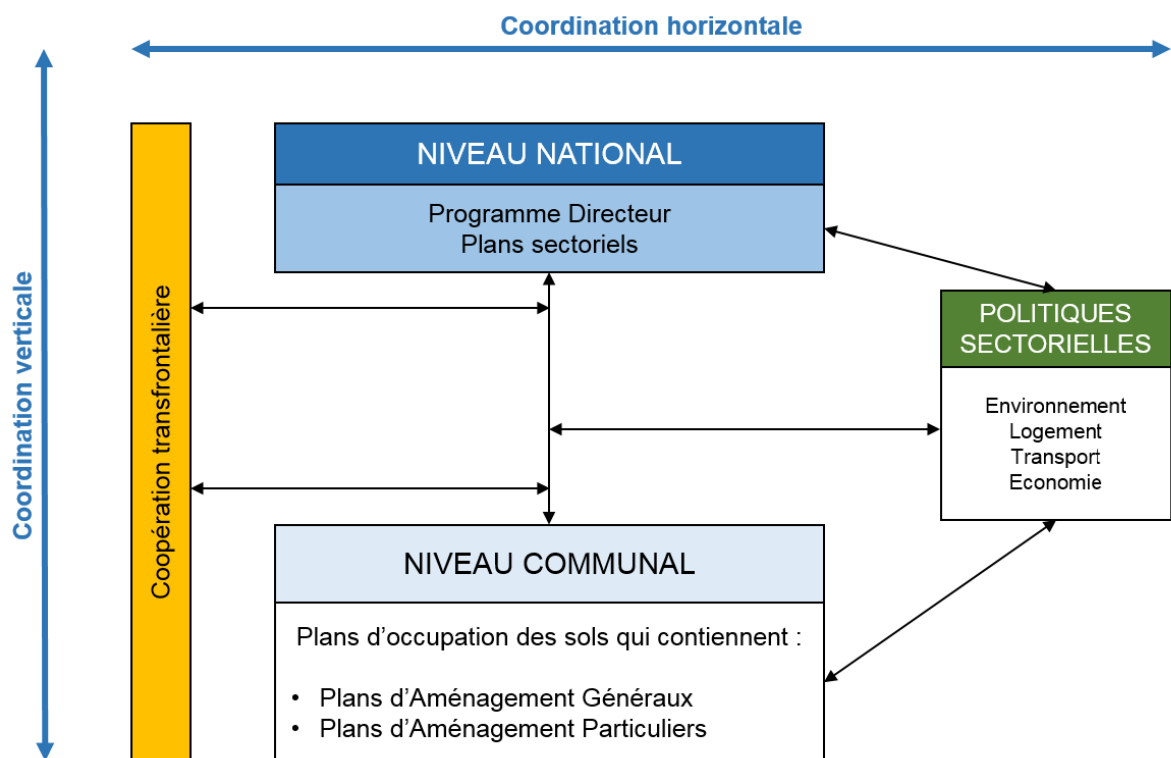 Coordination horizontale
Coordination verticale
Coopération transfrontalière
NIVEAU NATIONAL
Programme Directeur
Plans sectoriels
POLITIQUES
SECTORIELLES
Environnement
Logement
Transport
Economie
NIVEAU COMMUNAL
Plans d’occupation des sols qui contiennent :
• Plans d’Aménagement Généraux
• Plans d’Aménagement Particuliers